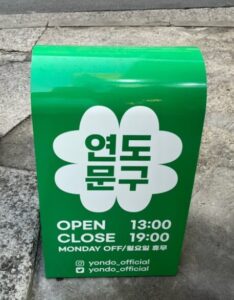 연도
문구
OPEN 13:00
CLOSE 19:00
MONDAY OFF/월요일 휴무
yondo_official
yondo_official